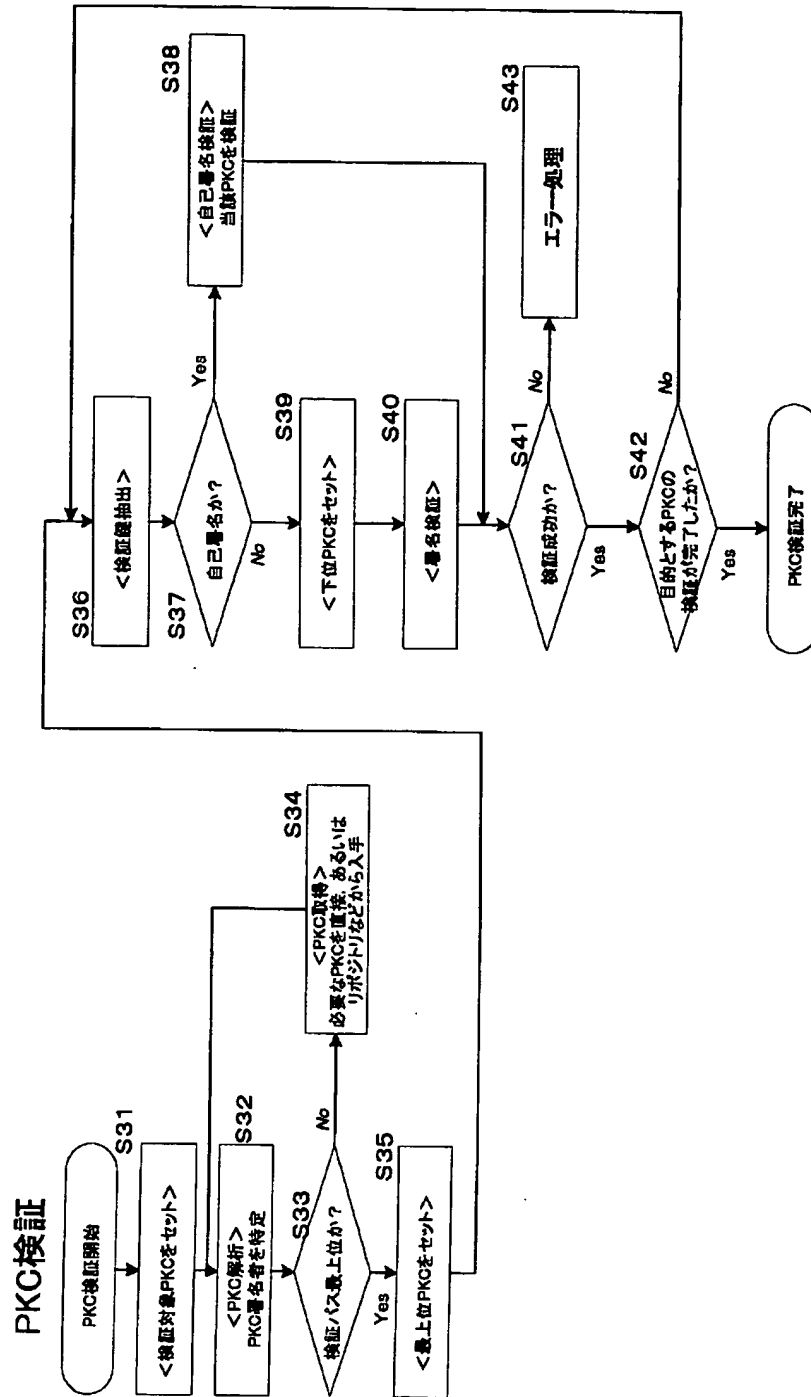 PKC検証
PKC検証開始
S31
<検証対象PKCをセット>
S32
<PKC解析>
PKC署名者を特定
S33
検証パス最上位か?
No
Yes
S34
<PKC取得>
必要なPKCを直接、あるいは
リポジトリなどから入手
S35
<最上位PKCをセット>
S36
<検証鍵抽出>
S37
自己署名か?
Yes
No
S38
<自己署名検証>
当該PKCを検証
S39
<下位PKCをセット>
S40
<署名検証>
S41
検証成功か?
No
Yes
S43
エラー処理
S42
目的とするPKCの
検証が完了したか?
No
Yes
PKC検証完了